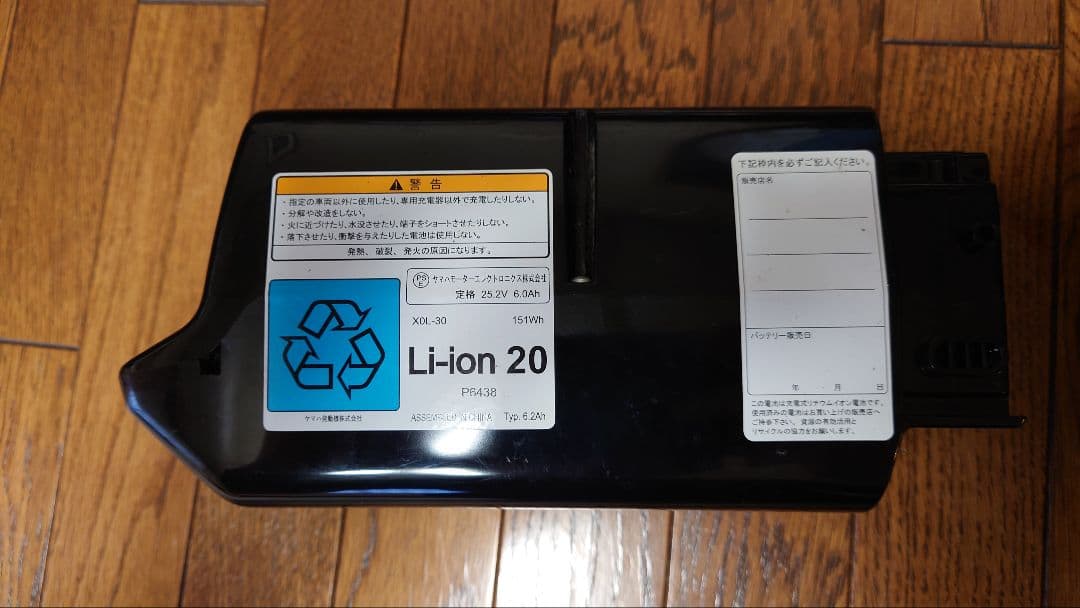 警告
・指定の車両以外に使用したり、専用充電器以外で充電したりしない。
・分解や改造をしない。
・火に近づけたり、水没させたり、端子をショートさせたりしない。
・落下させたり、衝撃を与えたりした電池は使用しない。
発熱、破裂、発火の原因になります。
PS E ヤマハモーターエレクトロニクス株式会社
定格 25.2V 6.0Ah
X0L-30 151Wh
Li-ion 20
P6438
ヤマハ発動機株式会社
ASSEMBLED IN CHINA Typ. 6.2Ah
下記枠内を必ずご記入ください。
販売店名
バッテリー販売日
年 月 日
この電池は充電式リチウムイオン電池です。
使用済みの電池はお買い上げの販売店へ
ご持参下さい。資源の有効活用と
リサイクルの協力をお願いします。